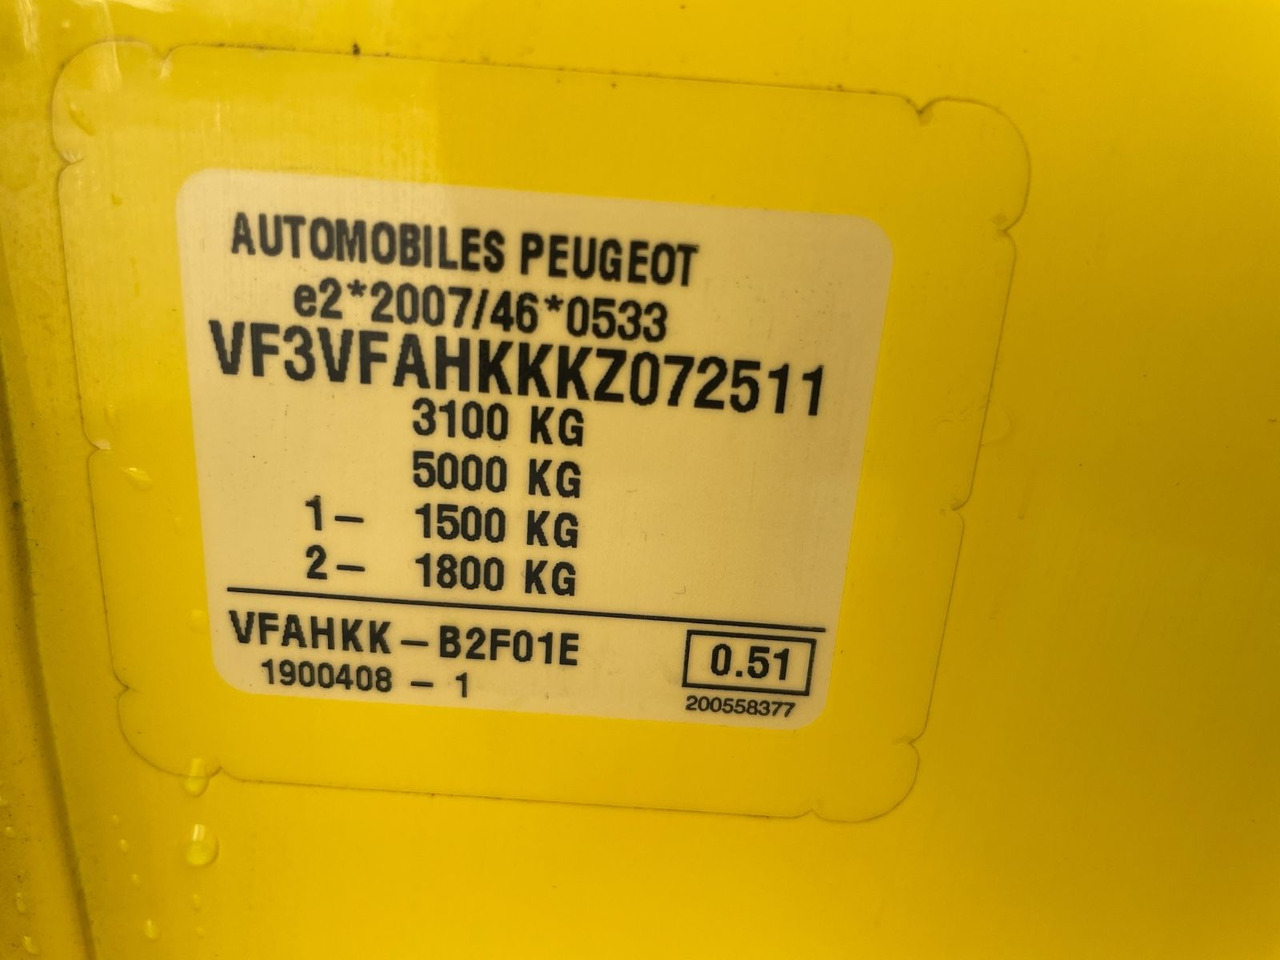 AUTOMOBILES PEUGEOT
e2*2007/46*0533
VF3VFAHKKKZ072511
3100 KG
5000 KG
1- 1500 KG
2- 1800 KG
VFAHKK-B2F01E
0.51
1900408 - 1
200558377